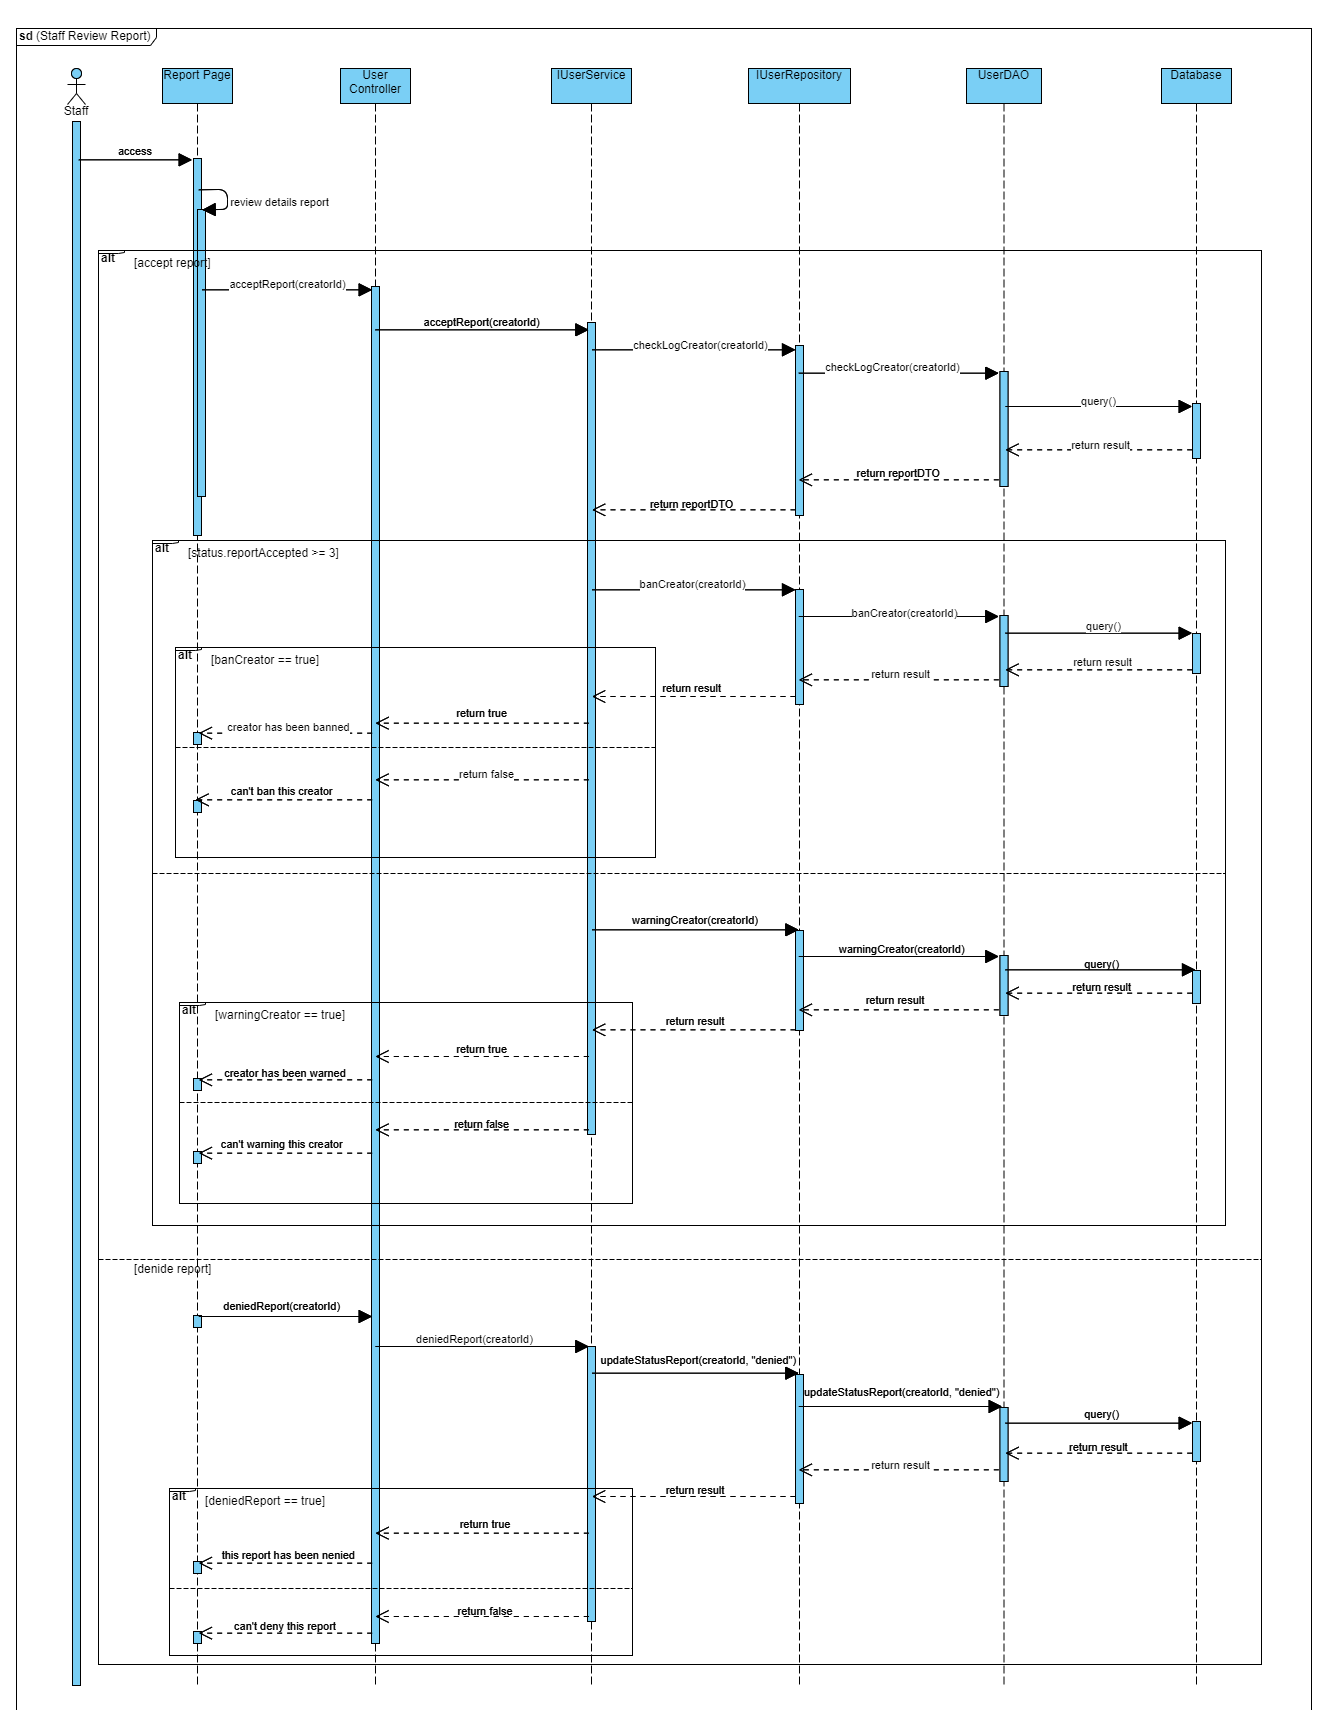 sd (Staff Review Report)
Staff
Report Page
User
Controller
IUserService
IUserRepository
UserDAO
Database
access
review details report
alt
[accept report]
acceptReport(creatorId)
acceptReport(creatorId)
checkLogCreator(creatorId)
checkLogCreator(creatorId)
query()
return result
return reportDTO
return reportDTO
alt
[status.reportAccepted >= 3]
banCreator(creatorId)
banCreator(creatorId)
query()
alt
[banCreator == true]
return result
return result
return result
return true
creator has been banned
return false
can't ban this creator
warningCreator(creatorId)
warningCreator(creatorId)
query()
return result
return result
alt
[warningCreator == true]
return result
return true
creator has been warned
return false
can't warning this creator
[denide report]
deniedReport(creatorId)
deniedReport(creatorId)
updateStatusReport(creatorId, "denied")
updateStatusReport(creatorId, "denied")
query()
return result
return result
return result
alt
[deniedReport == true]
return true
this report has been nenied
return false
can't deny this report